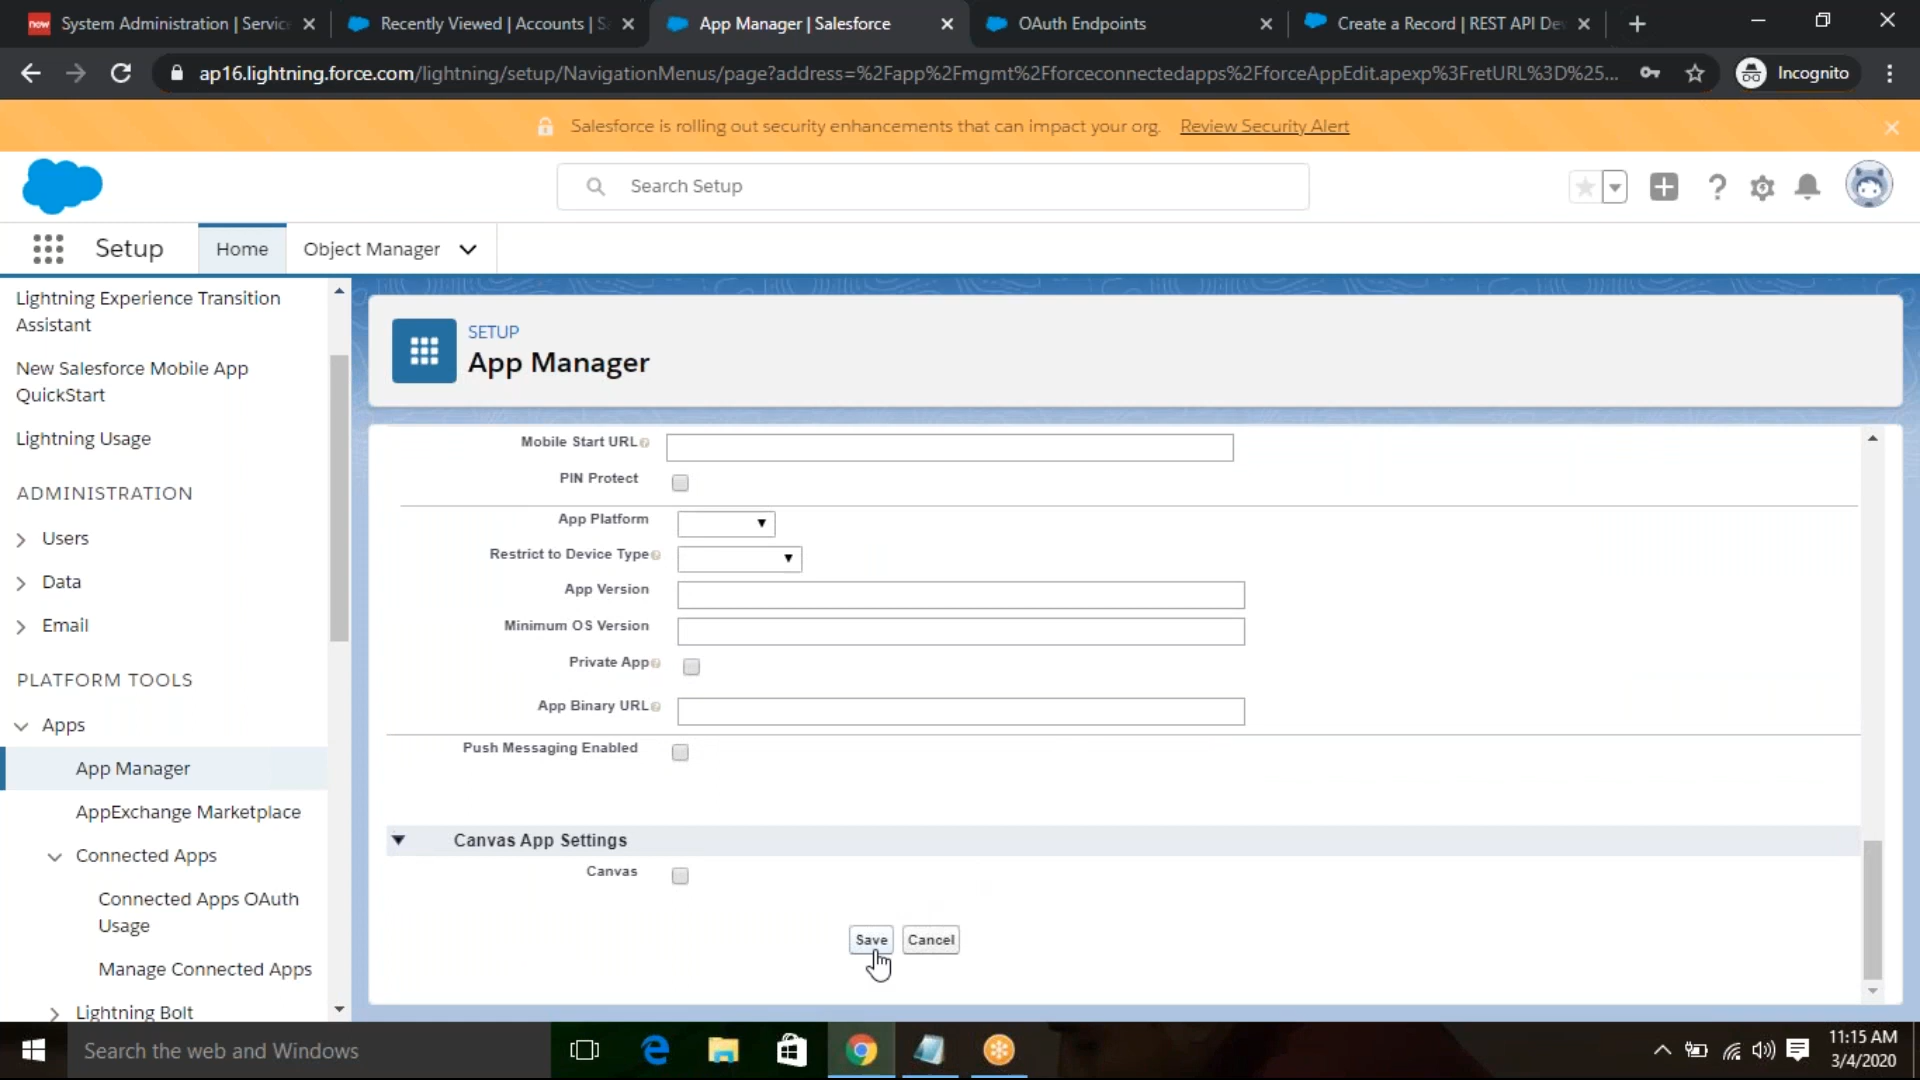 now System Administration | Servic
Recently Viewed | Accounts | Sa
App Manager | Salesforce
OAuth Endpoints
Create a Record | REST API De
ap16.lightning.force.com/lightning/setup/NavigationMenus/page?address=%2Fapp%2Fmgmt%2Fforceconnectedapps%2FforceAppEdit.apexp%3FretURL%3D%25...
Incognito
Salesforce is rolling out security enhancements that can impact your org. Review Security Alert
Search Setup
Setup
Home
Object Manager
Lightning Experience Transition
Assistant
New Salesforce Mobile App
QuickStart
Lightning Usage
ADMINISTRATION
Users
Data
Email
PLATFORM TOOLS
Apps
App Manager
AppExchange Marketplace
Connected Apps
Connected Apps OAuth
Usage
Manage Connected Apps
Lightning Bolt
SETUP
App Manager
Mobile Start URL
PIN Protect
App Platform
Restrict to Device Type
App Version
Minimum OS Version
Private App
App Binary URL
Push Messaging Enabled
Canvas App Settings
Canvas
Save Cancel
Search the web and Windows
11:15 AM
3/4/2020